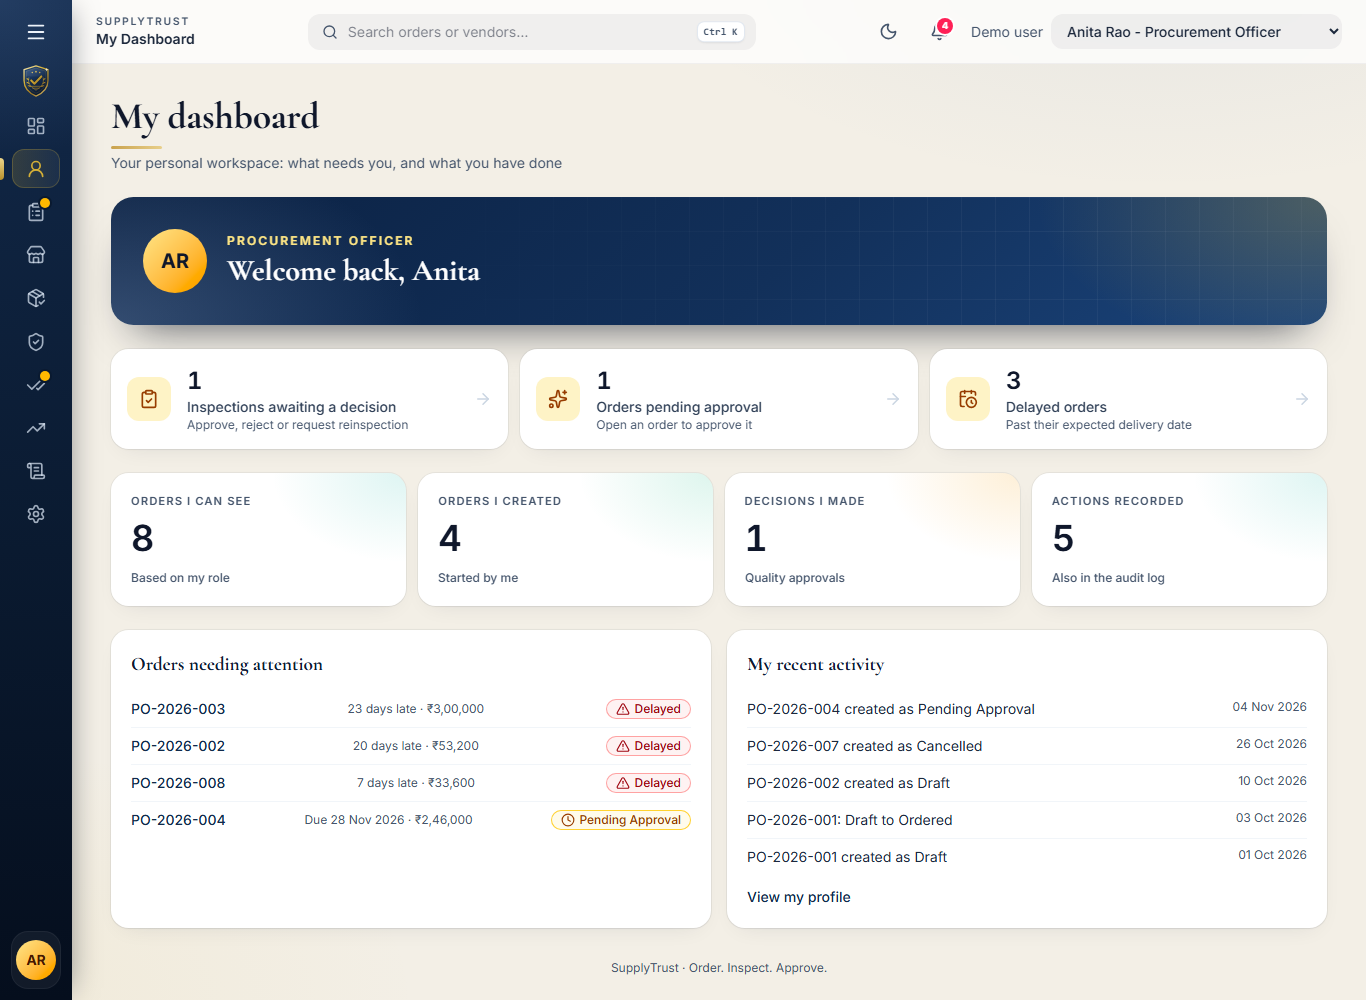 SUPPLYTRUST
My Dashboard
Search orders or vendors...
Ctrl K
4
Demo user
Anita Rao - Procurement Officer
My dashboard
Your personal workspace: what needs you, and what you have done
AR
PROCUREMENT OFFICER
Welcome back, Anita
1
Inspections awaiting a decision
Approve, reject or request reinspection
1
Orders pending approval
Open an order to approve it
3
Delayed orders
Past their expected delivery date
ORDERS I CAN SEE
8
Based on my role
ORDERS I CREATED
4
Started by me
DECISIONS I MADE
1
Quality approvals
ACTIONS RECORDED
5
Also in the audit log
Orders needing attention
PO-2026-003 23 days late · ₹3,00,000 Delayed
PO-2026-002 20 days late · ₹53,200 Delayed
PO-2026-008 7 days late · ₹33,600 Delayed
PO-2026-004 Due 28 Nov 2026 · ₹2,46,000 Pending Approval
My recent activity
PO-2026-004 created as Pending Approval 04 Nov 2026
PO-2026-007 created as Cancelled 26 Oct 2026
PO-2026-002 created as Draft 10 Oct 2026
PO-2026-001: Draft to Ordered 03 Oct 2026
PO-2026-001 created as Draft 01 Oct 2026
View my profile
AR
SupplyTrust · Order. Inspect. Approve.